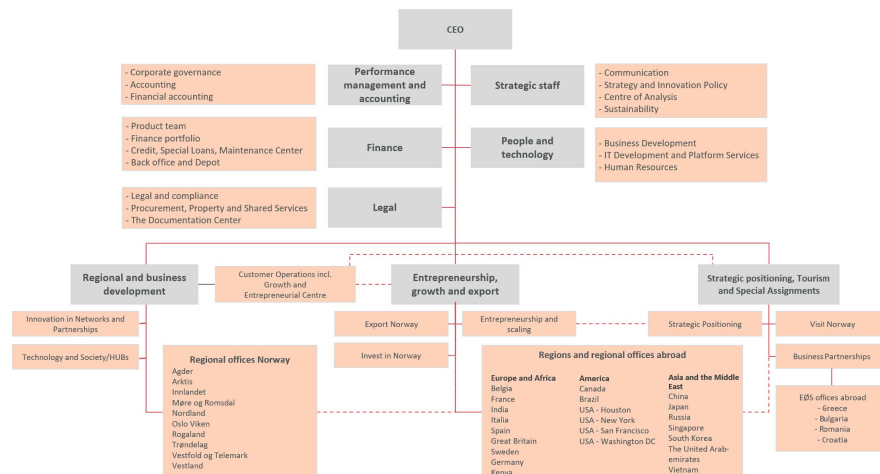 CEO
Performance
management and
accounting
- Corporate governance
- Accounting
- Financial accounting
Strategic staff
- Communication
- Strategy and Innovation Policy
- Centre of Analysis
- Sustainability
- Product team
- Finance portfolio
- Credit, Special Loans, Maintenance Center
- Back office and Depot
Finance
People and
technology
- Business Development
- IT Development and Platform Services
- Human Resources
- Legal and compliance
- Procurement, Property and Shared Services
- The Documentation Center
Legal
Regional and business
development
Customer Operations incl.
Growth and
Entrepreneurial Centre
Entrepreneurship,
growth and export
Strategic positioning, Tourism
and Special Assignments
Innovation in Networks and
Partnerships
Technology and Society/HUBs
Export Norway
Entrepreneurship and
scaling
Invest in Norway
Strategic Positioning
Visit Norway
Business Partnerships
Regional offices Norway
Agder
Arktis
Innlandet
Møre og Romsdal
Nordland
Oslo Viken
Rogaland
Trøndelag
Vestfold og Telemark
Vestland
Regions and regional offices abroad
Europe and Africa
Belgia
France
India
Italia
Spain
Great Britain
Sweden
Germany
Kenya
America
Canada
Brazil
USA - Houston
USA - New York
USA - San Francisco
USA - Washington DC
Asia and the Middle
East
China
Japan
Russia
Singapore
South Korea
The United Arab-
emirates
Vietnam
EØS offices abroad
- Greece
- Bulgaria
- Romania
- Croatia